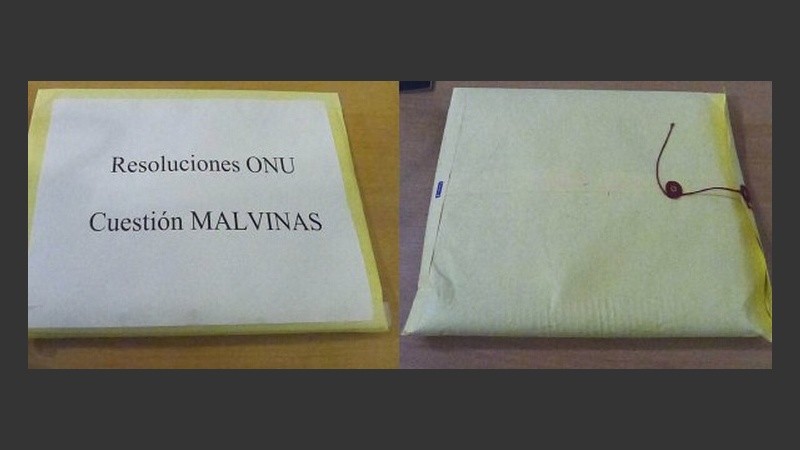 Resoluciones ONU
Cuestión MALVINAS